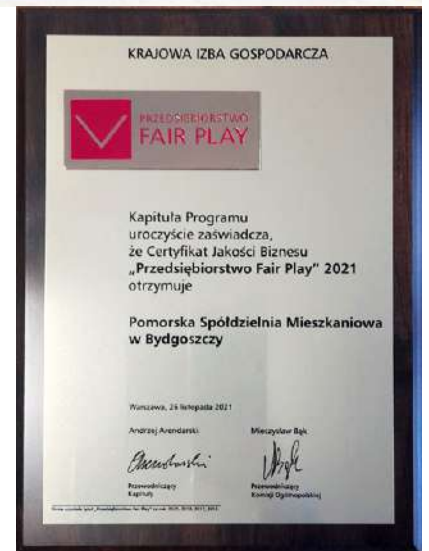 KRAJOWA IZBA GOSPODARCZA
PRZEDSIĘBIORSTWO
FAIR PLAY
Kapituła Programu
uroczyście zaświadcza,
że Certyfikat Jakości Biznesu
„Przedsiębiorstwo Fair Play” 2021
otrzymuje
Pomorska Spółdzielnia Mieszkaniowa
w Bydgoszczy
Warszawa, 26 listopada 2021
Andrzej Arendarski
Mieczysław Bąk
Przewodniczący
Kapituły
Przewodniczący
Komisji Ogólnopolskiej